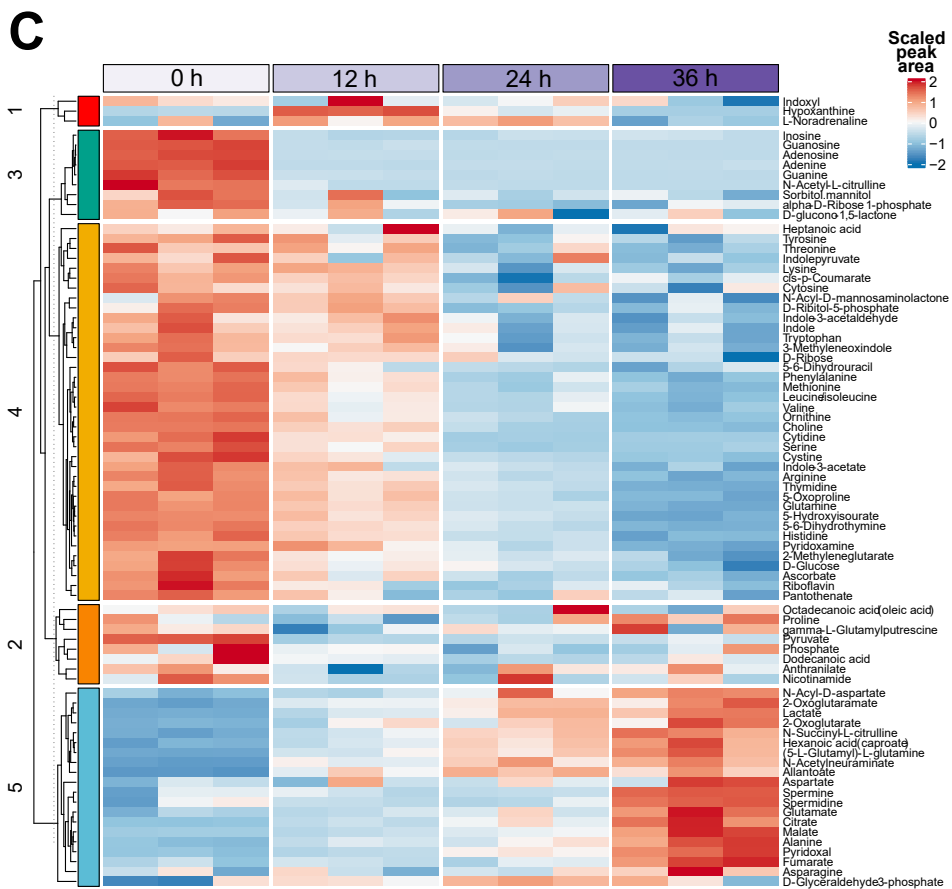 C
Scaled
peak
area
0 h
12 h
24 h
36 h
2
1
0
−1
−2
1
3
4
2
5
Indoxyl
Hypoxanthine
L-Noradrenaline
Inosine
Guanosine
Adenosine
Adenine
Guanine
N-Acetyl-L-citrulline
Sorbitol.mannitol
alpha-D-Ribose 1-phosphate
D-glucono-1,5-lactone
Heptanoic acid
Tyrosine
Threonine
Indolepyruvate
Lysine
cis-p-Coumarate
Cytosine
N-Acyl-D-mannosaminolactone
D-Ribitol-5-phosphate
Indole-3-acetaldehyde
Indole
Tryptophan
3-Methyleneoxindole
D-Ribose
5-6-Dihydrouracil
Phenylalanine
Methionine
Leucine/isoleucine
Valine
Ornithine
Choline
Cytidine
Serine
Cystine
Indole-3-acetate
Arginine
Thymidine
5-Oxoproline
Glutamine
5-Hydroxyisourate
5-6-Dihydrothymine
Histidine
Pyridoxamine
2-Methyleneglutarate
D-Glucose
Ascorbate
Riboflavin
Pantothenate
Octadecanoic acid(oleic acid)
Proline
gamma-L-Glutamylputrescine
Pyruvate
Phosphate
Dodecanoic acid
Anthranilate
Nicotinamide
N-Acyl-D-aspartate
2-Oxoglutaramate
Lactate
2-Oxoglutarate
N-Succinyl-L-citrulline
Hexanoic acid(caproate)
(5-L-Glutamyl)-L-glutamine
N-Acetylneuraminate
Allantoate
Aspartate
Spermine
Spermidine
Glutamate
Citrate
Malate
Alanine
Pyridoxal
Fumarate
Asparagine
D-Glyceraldehyde3-phosphate